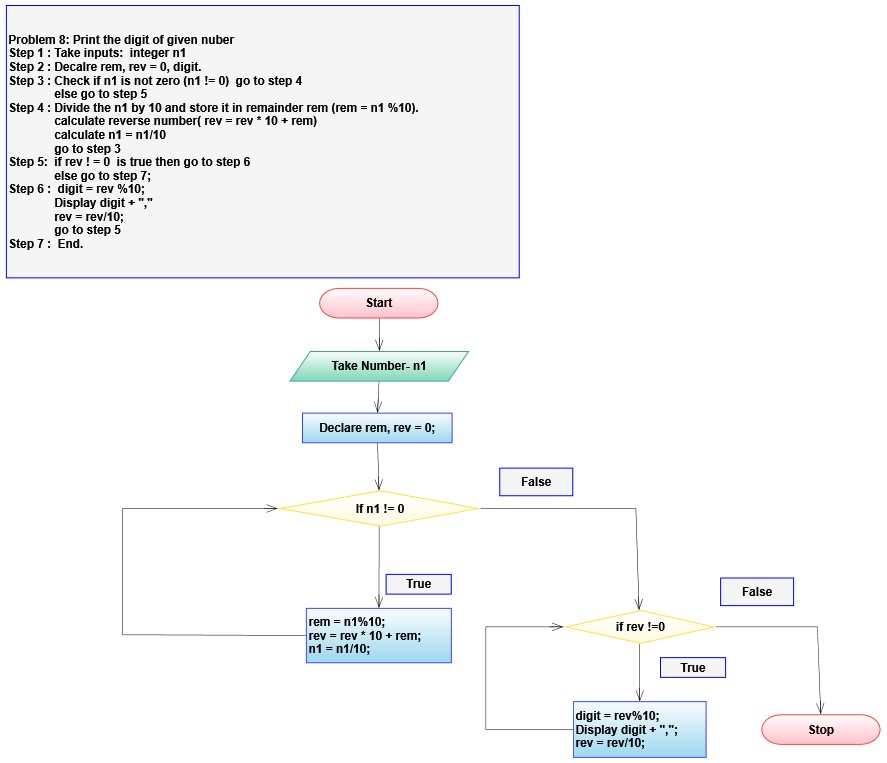 Problem 8: Print the digit of given nuber
Step 1 : Take inputs: integer n1
Step 2 : Decalre rem, rev = 0, digit.
Step 3 : Check if n1 is not zero (n1 != 0) go to step 4
else go to step 5
Step 4 : Divide the n1 by 10 and store it in remainder rem (rem = n1 %10).
calculate reverse number( rev = rev * 10 + rem)
calculate n1 = n1/10
go to step 3
Step 5: if rev ! = 0 is true then go to step 6
else go to step 7;
Step 6 : digit = rev %10;
Display digit + ","
rev = rev/10;
go to step 5
Step 7 : End.
Start
Take Number- n1
Declare rem, rev = 0;
False
If n1 != 0
True
rem = n1%10;
rev = rev * 10 + rem;
n1 = n1/10;
False
if rev !=0
True
digit = rev%10;
Display digit + ",";
rev = rev/10;
Stop